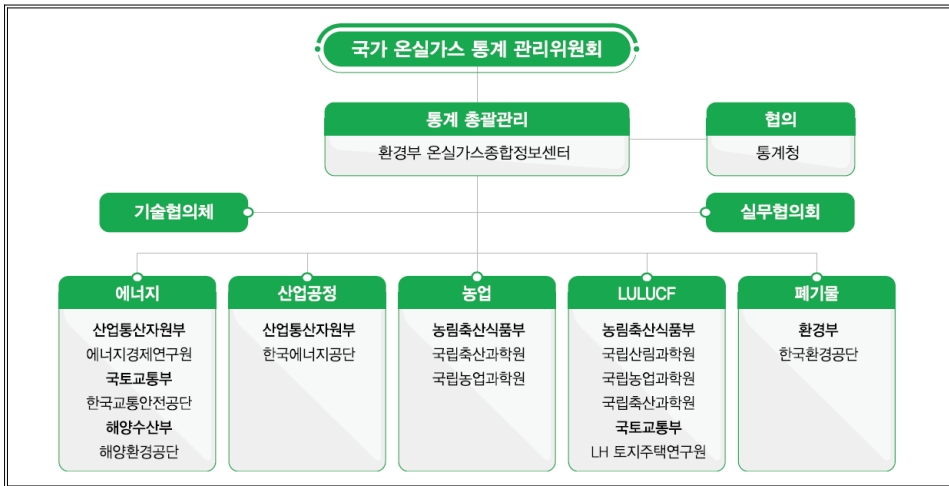 국가 온실가스 통계 관리위원회
통계 총괄관리
환경부 온실가스종합정보센터
협의
통계청
기술협의체
실무협의회
에너지
산업통산자원부
에너지경제연구원
국토교통부
한국교통안전공단
해양수산부
해양환경공단
산업공정
산업통산자원부
한국에너지공단
농업
농림축산식품부
국립축산과학원
국립농업과학원
LULUCF
농림축산식품부
국립산림과학원
국립농업과학원
국립축산과학원
국토교통부
LH 토지주택연구원
폐기물
환경부
한국환경공단